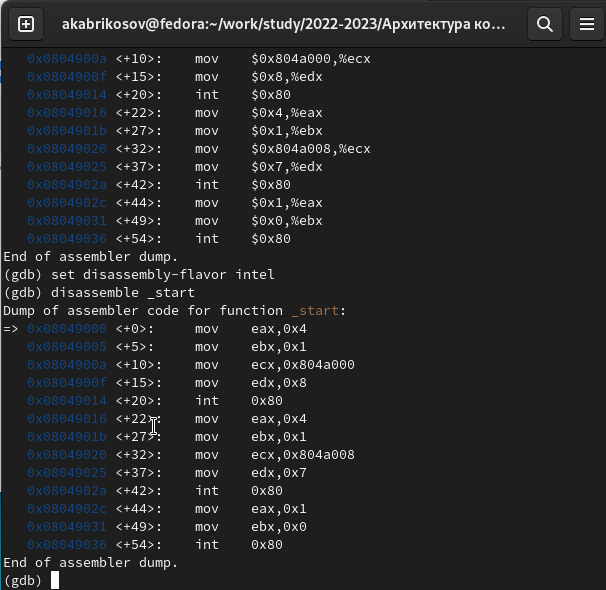 akabrikosov@fedora:~/work/study/2022-2023/Архитектура ко...
0x0804900a <+10>: mov $0x804a000,%ecx
0x0804900f <+15>: mov $0x8,%edx
0x08049014 <+20>: int $0x80
0x08049016 <+22>: mov $0x4,%eax
0x0804901b <+27>: mov $0x1,%ebx
0x08049020 <+32>: mov $0x804a008,%ecx
0x08049025 <+37>: mov $0x7,%edx
0x0804902a <+42>: int $0x80
0x0804902c <+44>: mov $0x1,%eax
0x08049031 <+49>: mov $0x0,%ebx
0x08049036 <+54>: int $0x80
End of assembler dump.
(gdb) set disassembly-flavor intel
(gdb) disassemble _start
Dump of assembler code for function _start:
=> 0x08049000 <+0>: mov eax,0x4
0x08049005 <+5>: mov ebx,0x1
0x0804900a <+10>: mov ecx,0x804a000
0x0804900f <+15>: mov edx,0x8
0x08049014 <+20>: int 0x80
0x08049016 <+22>: mov eax,0x4
0x0804901b <+27>: mov ebx,0x1
0x08049020 <+32>: mov ecx,0x804a008
0x08049025 <+37>: mov edx,0x7
0x0804902a <+42>: int 0x80
0x0804902c <+44>: mov eax,0x1
0x08049031 <+49>: mov ebx,0x0
0x08049036 <+54>: int 0x80
End of assembler dump.
(gdb)